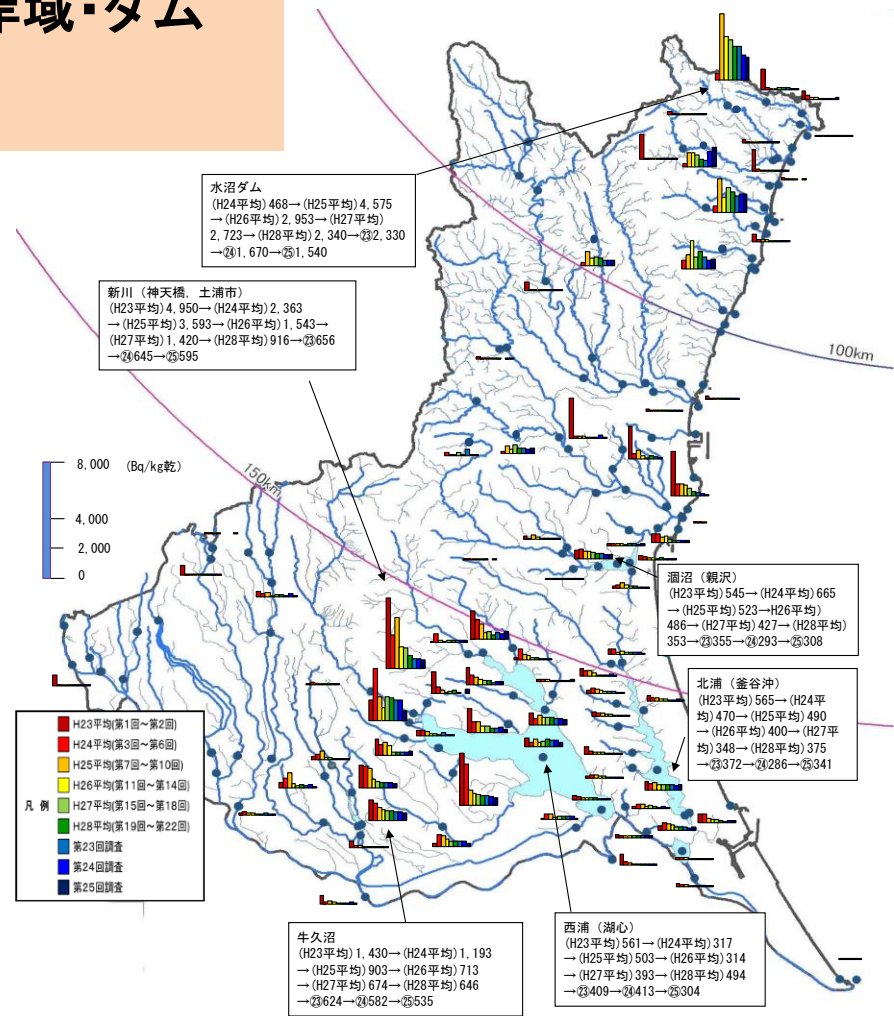 岸域・ダム
水沼ダム
(H24平均)468→(H25平均)4,575
→(H26平均)2,953→(H27平均)
2,723→(H28平均)2,340→㉓2,330
→㉔1,670→㉕1,540
新川（神天橋，土浦市）
(H23平均)4,950→(H24平均)2,363
→(H25平均)3,593→(H26平均)1,543→
(H27平均)1,420→(H28平均)916→㉓656
→㉔645→㉕595
100km
150km
8,000 (Bq/kg乾)
4,000
2,000
0
涸沼（親沢）
(H23平均)545→(H24平均)665
→(H25平均)523→H26平均)
486→(H27平均)427→(H28平均)
353→㉓355→㉔293→㉕308
北浦（釜谷沖）
(H23平均)565→(H24平
均)470→(H25平均)490
→(H26平均)400→(H27平
均)348→(H28平均)375
→㉓372→㉔286→㉕341
凡例
H23平均(第1回～第2回)
H24平均(第3回～第6回)
H25平均(第7回～第10回)
H26平均(第11回～第14回)
H27平均(第15回～第18回)
H28平均(第19回～第22回)
第23回調査
第24回調査
第25回調査
牛久沼
(H23平均)1,430→(H24平均)1,193
→(H25平均)903→(H26平均)713
→(H27平均)674→(H28平均)646
→㉓624→㉔582→㉕535
西浦（湖心）
(H23平均)561→(H24平均)317
→(H25平均)503→(H26平均)314
→(H27平均)393→(H28平均)494
→㉓409→㉔413→㉕304